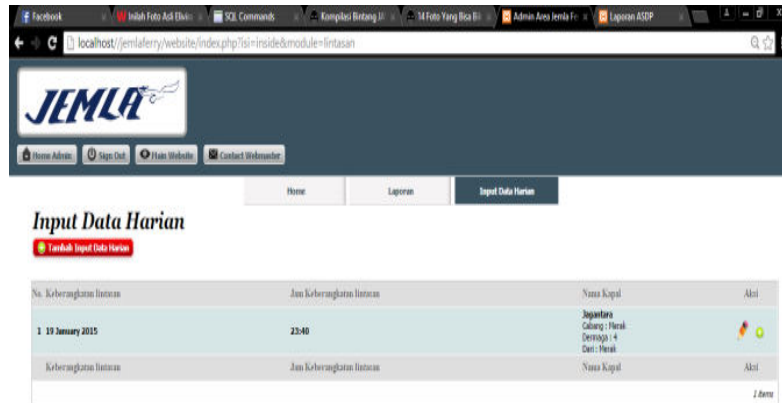 Facebook
Inilah Foto Asli
SQL Commands
Kompilasi Bintang
14 Foto Yang Bisa
Admin Area Jemla Fe
Laporan ASDP
localhost//jemlaferry/website/index.php?isi=inside&module=lintasan
JEMLA
Home Admin
Sign Out
Main Website
Contact Webmaster
Home
Laporan
Input Data Harian
Input Data Harian
Tambah Input Data Harian
No. Keberangkatan lintasan Jam Keberangkatan lintasan Nama Kapal Aksi
1 19 January 2015 23:40 Jagantara
Cabang : Merak
Dermaga : 4
Dari : Merak
Keberangkatan lintasan Jam Keberangkatan lintasan Nama Kapal Aksi
1 items